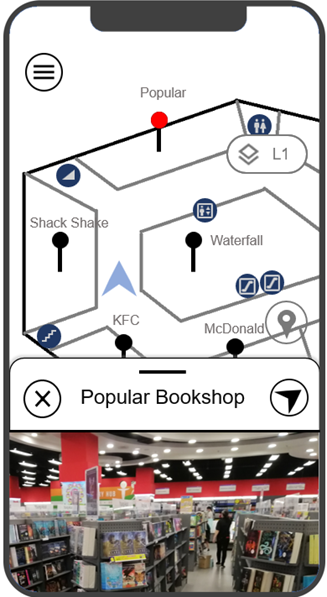 Popular
L1
Shack Shake
Waterfall
KFC
McDonald
Popular Bookshop